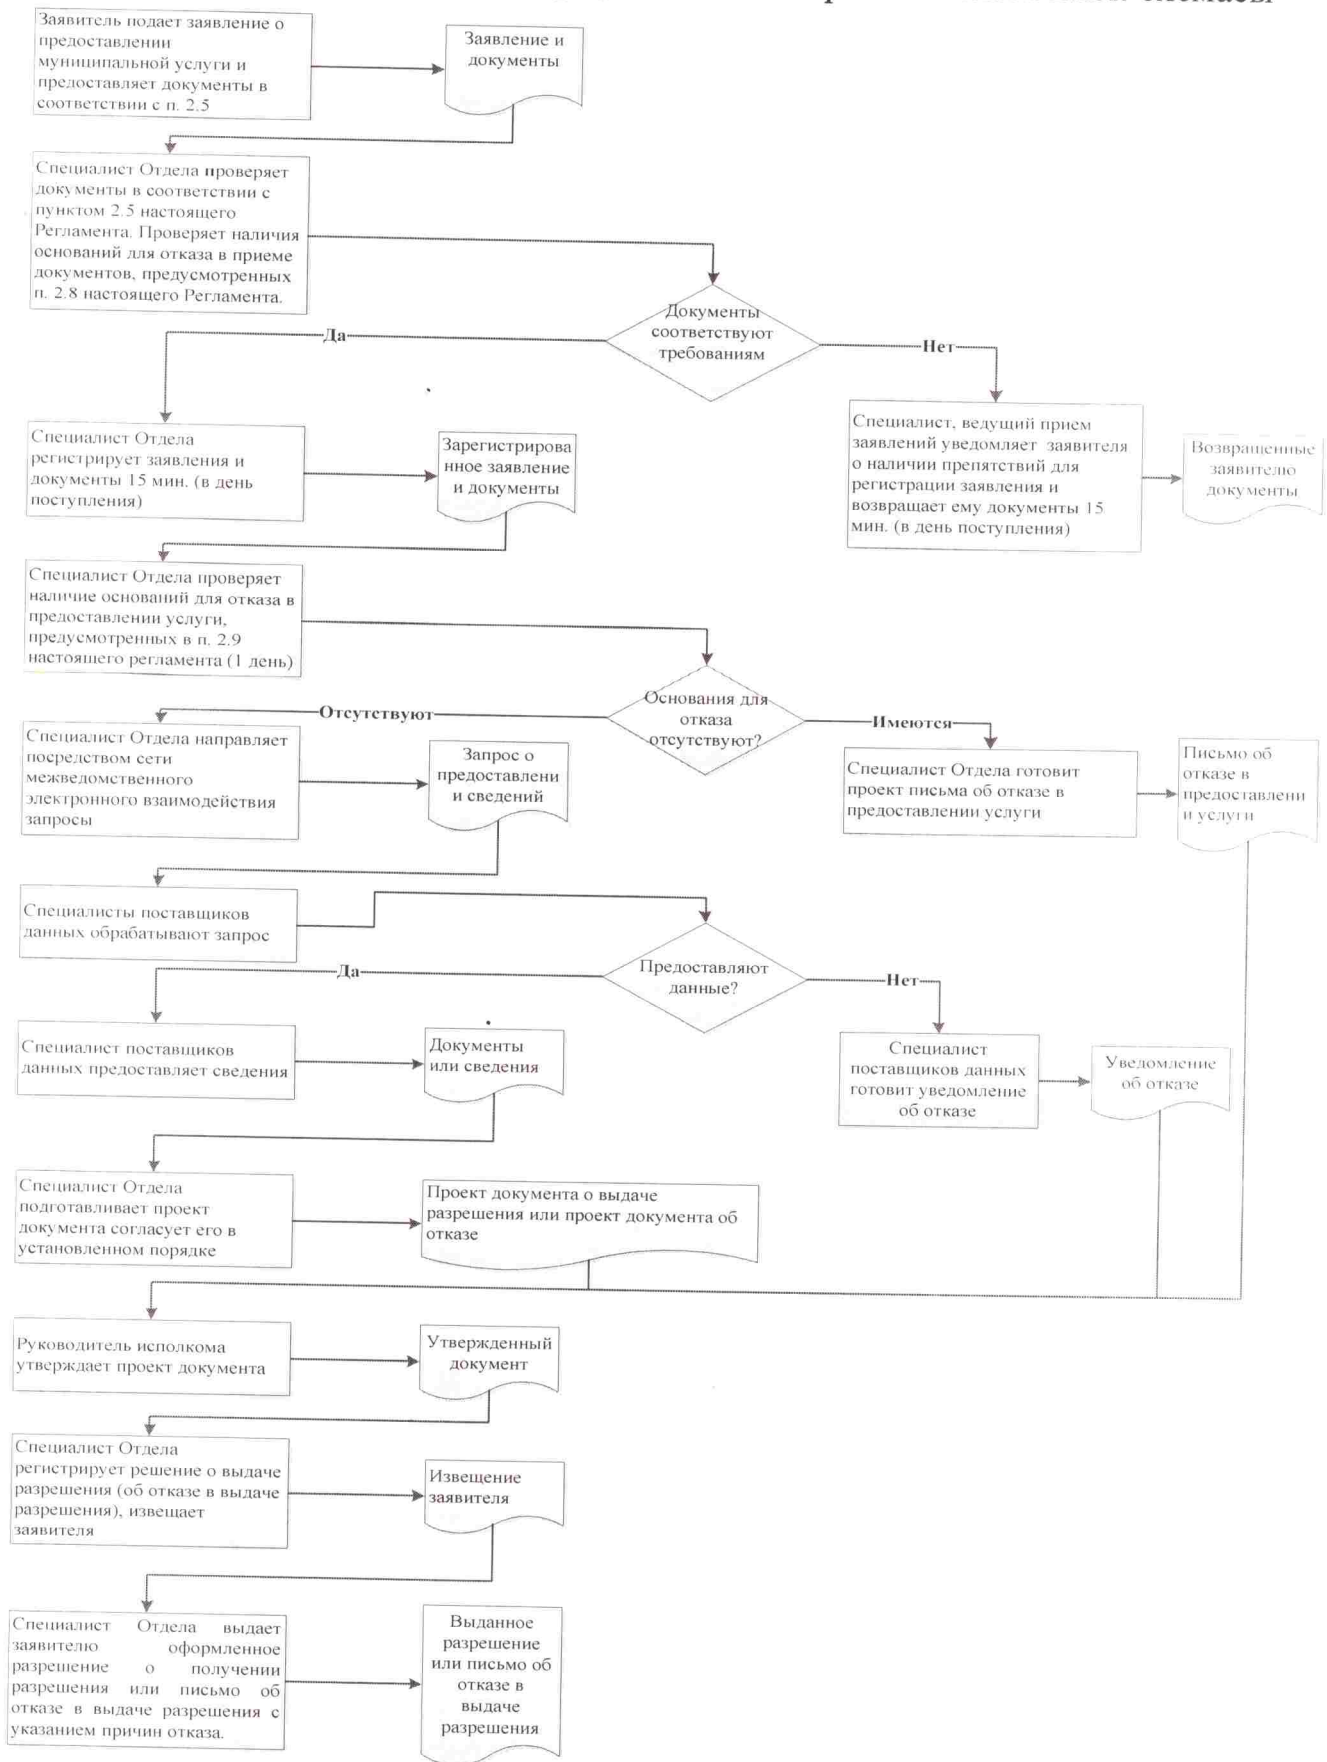 Заявитель подает заявление о
предоставлении
муниципальной услуги и
предоставляет документы в
соответствии с п. 2.5
Заявление и
документы
Специалист Отдела проверяет
документы в соответствии с
пунктом 2.5 настоящего
Регламента. Проверяет наличия
оснований для отказа в приеме
документов, предусмотренных
п. 2.8 настоящего Регламента.
Документы
соответствуют
требованиям
Да
Нет
Специалист Отдела
регистрирует заявления и
документы 15 мин. (в день
поступления)
Зарегистрирова
нное заявление
и документы
Специалист, ведущий прием
заявлений уведомляет заявителя
о наличии препятствий для
регистрации заявления и
возвращает ему документы 15
мин. (в день поступления)
Возвращенные
заявителю
документы
Специалист Отдела проверяет
наличие оснований для отказа в
предоставлении услуги,
предусмотренных в п. 2.9
настоящего регламента (1 день)
Основания для
отказа
отсутствуют?
Отсутствуют
Имеются
Специалист Отдела направляет
посредством сети
межведомственного
электронного взаимодействия
запросы
Запрос о
предоставлени
и сведений
Специалист Отдела готовит
проект письма об отказе в
предоставлении услуги
Письмо об
отказе в
предоставлени
и услуги
Специалисты поставщиков
данных обрабатывают запрос
Предоставляют
данные?
Да
Нет
Специалист поставщиков
данных предоставляет сведения
Документы
или сведения
Специалист
поставщиков данных
готовит уведомление
об отказе
Уведомление
об отказе
Специалист Отдела
подготавливает проект
документа согласует его в
установленном порядке
Проект документа о выдаче
разрешения или проект документа об
отказе
Руководитель исполкома
утверждает проект документа
Утвержденный
документ
Специалист Отдела
регистрирует решение о выдаче
разрешения (об отказе в выдаче
разрешения), извещает
заявителя
Извещение
заявителя
Специалист Отдела выдает
заявителю оформленное
разрешение о получении
разрешения или письмо об
отказе в выдаче разрешения с
указанием причин отказа.
Выданное
разрешение
или письмо об
отказе в
выдаче
разрешения